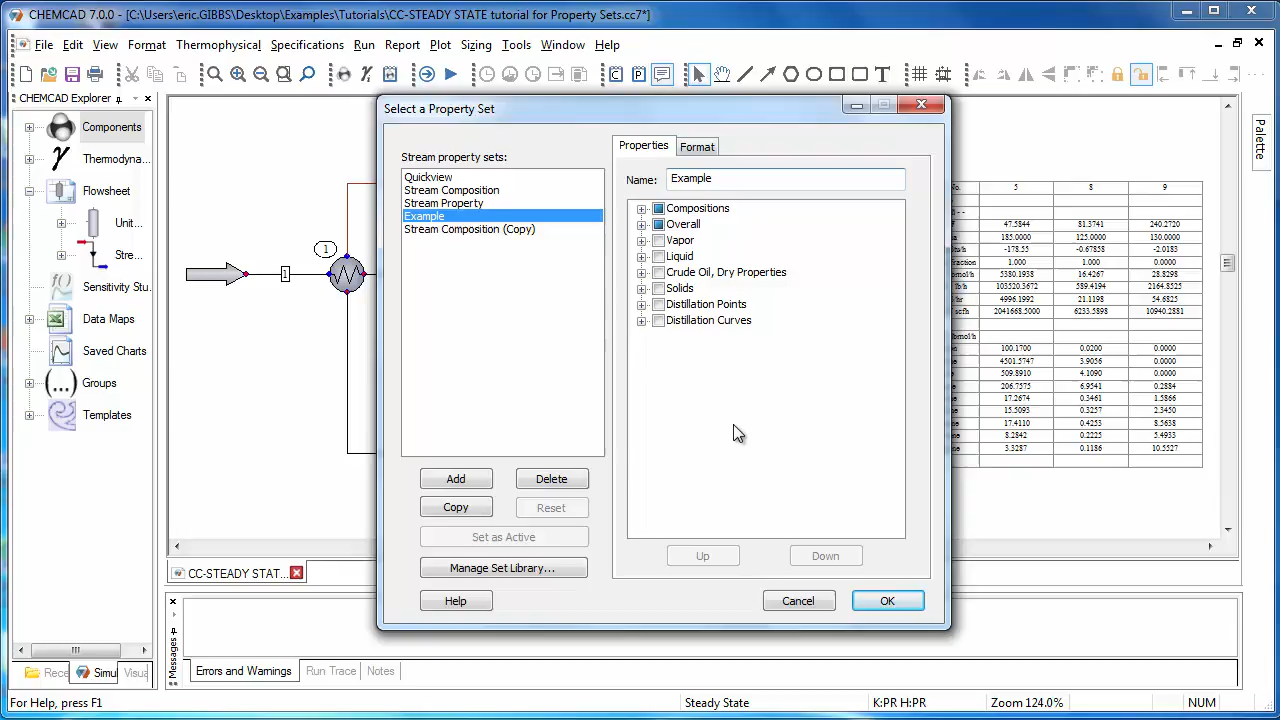 CHEMCAD 7.0.0 - [C:\Users\eric.GIBBS\Desktop\Examples\Tutorials\CC-STEADY STATE tutorial for Property Sets.cc7*]
File Edit View Format Thermophysical Specifications Run Report Plot Sizing Tools Window Help
CHEMCAD Explorer
Components
Thermodyna...
Flowsheet
Unit...
Stre...
Sensitivity Stu...
Data Maps
Saved Charts
Groups
Templates
Rece
Simu
Visua
1
1
Select a Property Set
Stream property sets:
Quickview
Stream Composition
Stream Property
Example
Stream Composition (Copy)
Add
Delete
Copy
Reset
Set as Active
Manage Set Library...
Help
Properties
Format
Name: Example
Compositions
Overall
Vapor
Liquid
Crude Oil, Dry Properties
Solids
Distillation Points
Distillation Curves
Up
Down
Cancel
OK
No. 5 8 9
47.5844 81.3741 240.2720
185.0000 125.0000 130.0000
-178.55 -0.67858 -2.0183
1.000 1.000 0.0000
5380.1938 16.4267 28.8298
lb/hr 103520.3672 589.4194 2164.8525
4996.1992 21.1198 54.6825
scfh 2041668.5000 6233.5898 10940.2881
100.1700 0.0200 0.0000
4501.5747 3.9056 0.0000
509.8910 4.1090 0.0000
206.7575 6.9541 0.2884
17.2674 0.3461 1.5866
15.5093 0.3257 2.3450
17.4110 0.4253 8.5638
8.2842 0.2225 5.4933
3.3287 0.1186 10.5527
Palette
CC-STEADY STAT...
Messages
Errors and Warnings
Run Trace
Notes
For Help, press F1
Steady State
K:PR H:PR
Zoom 124.0%
NUM